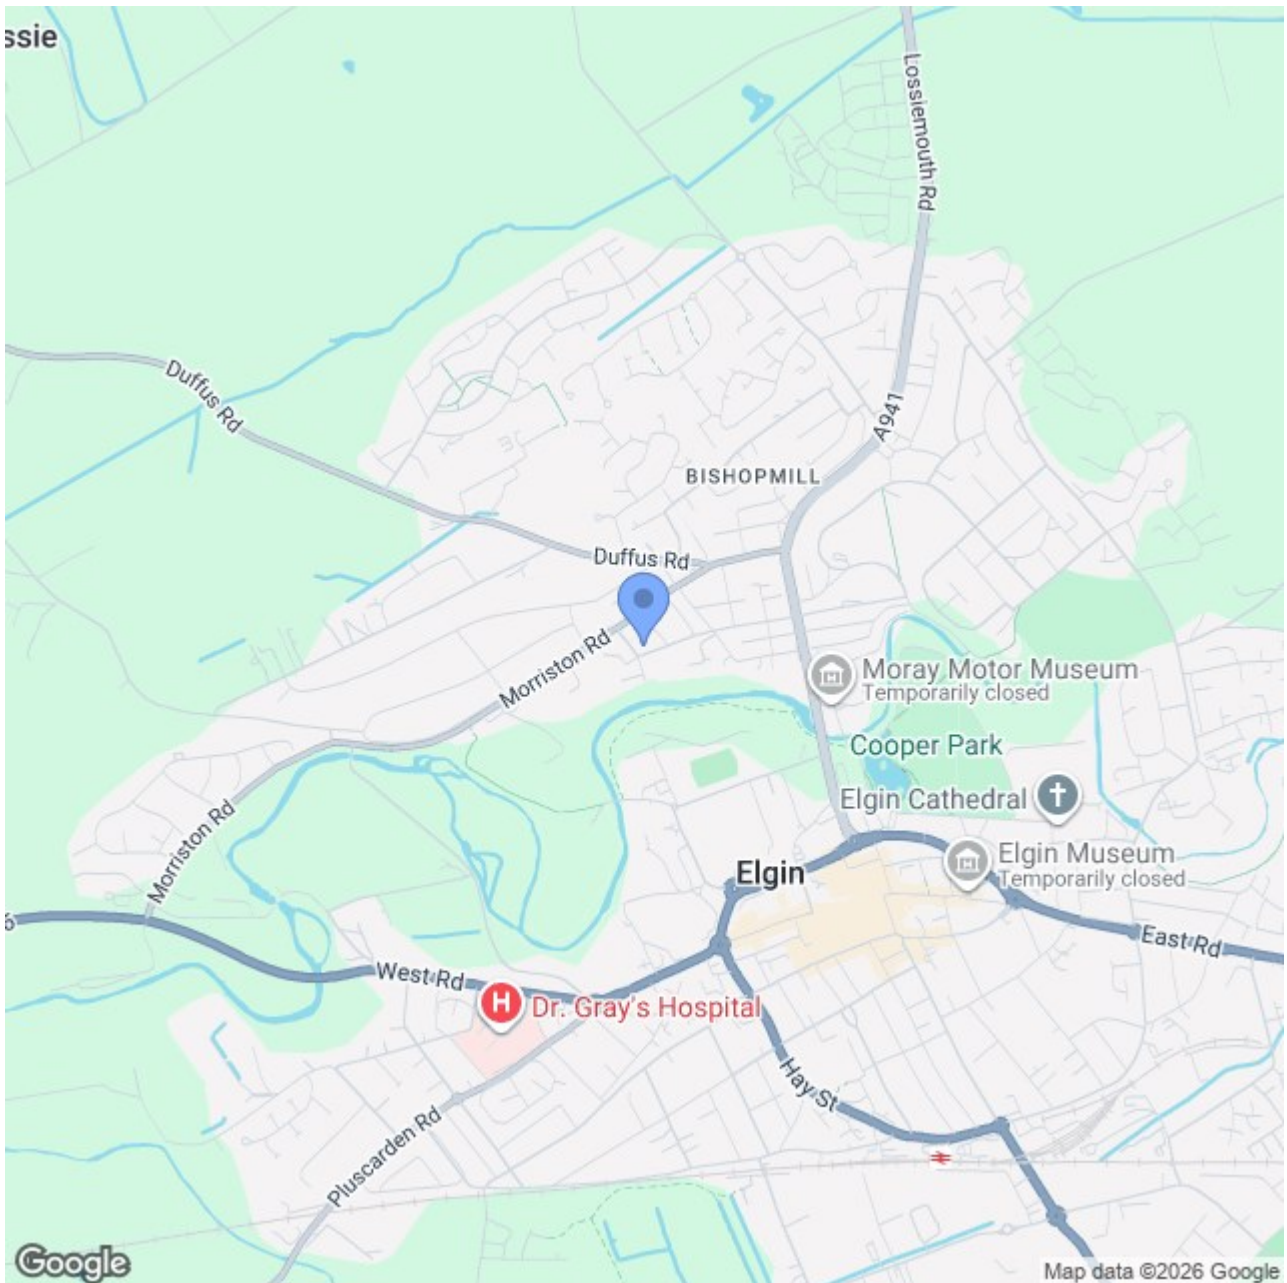 ssie
Lossiemouth Rd
Duffus Rd
A941
BISHOPMILL
Duffus Rd
Morriston Rd
Moray Motor Museum
Temporarily closed
Cooper Park
Elgin Cathedral
Morriston Rd
Elgin
Elgin Museum
Temporarily closed
6
East Rd
West Rd
H
Dr. Gray's Hospital
Hay St
Pluscarden Rd
Google
Map data ©2026 Google